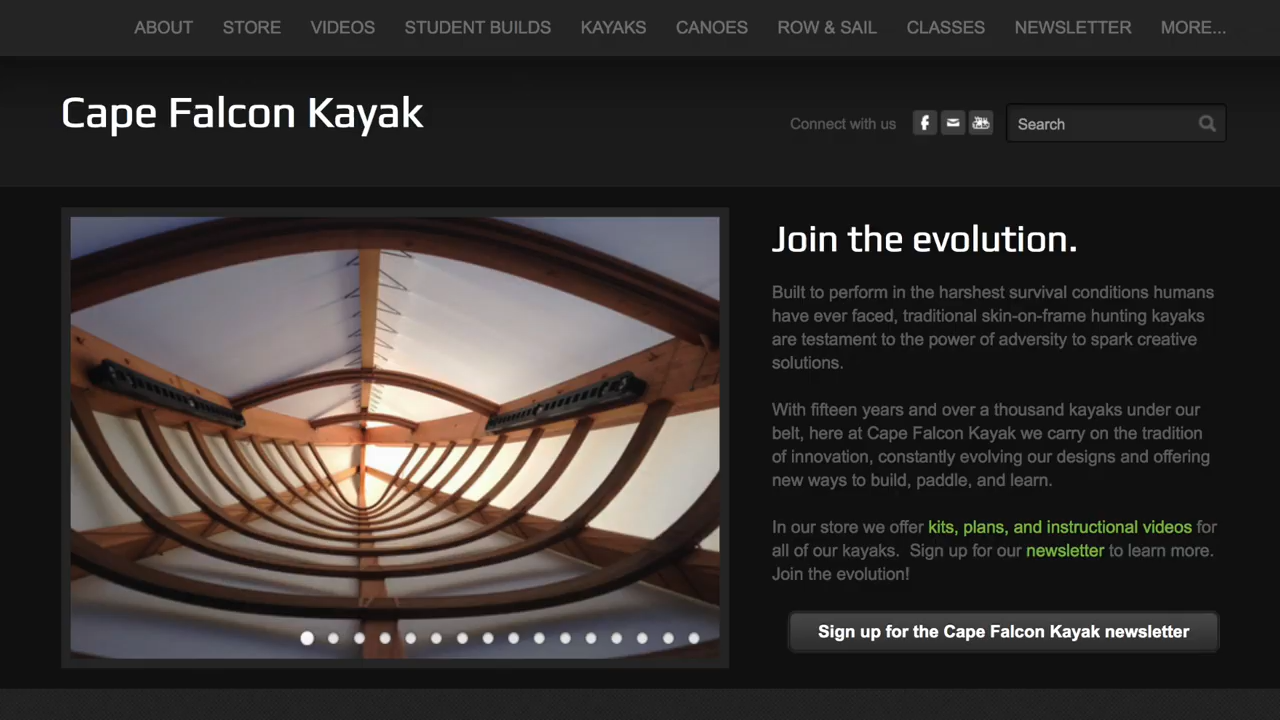 ABOUT STORE VIDEOS STUDENT BUILDS KAYAKS CANOES ROW & SAIL CLASSES NEWSLETTER MORE...
Cape Falcon Kayak
Connect with us
Search
Join the evolution.
Built to perform in the harshest survival conditions humans
have ever faced, traditional skin-on-frame hunting kayaks
are testament to the power of adversity to spark creative
solutions.
With fifteen years and over a thousand kayaks under our
belt, here at Cape Falcon Kayak we carry on the tradition
of innovation, constantly evolving our designs and offering
new ways to build, paddle, and learn.
In our store we offer kits, plans, and instructional videos for
all of our kayaks. Sign up for our newsletter to learn more.
Join the evolution!
Sign up for the Cape Falcon Kayak newsletter